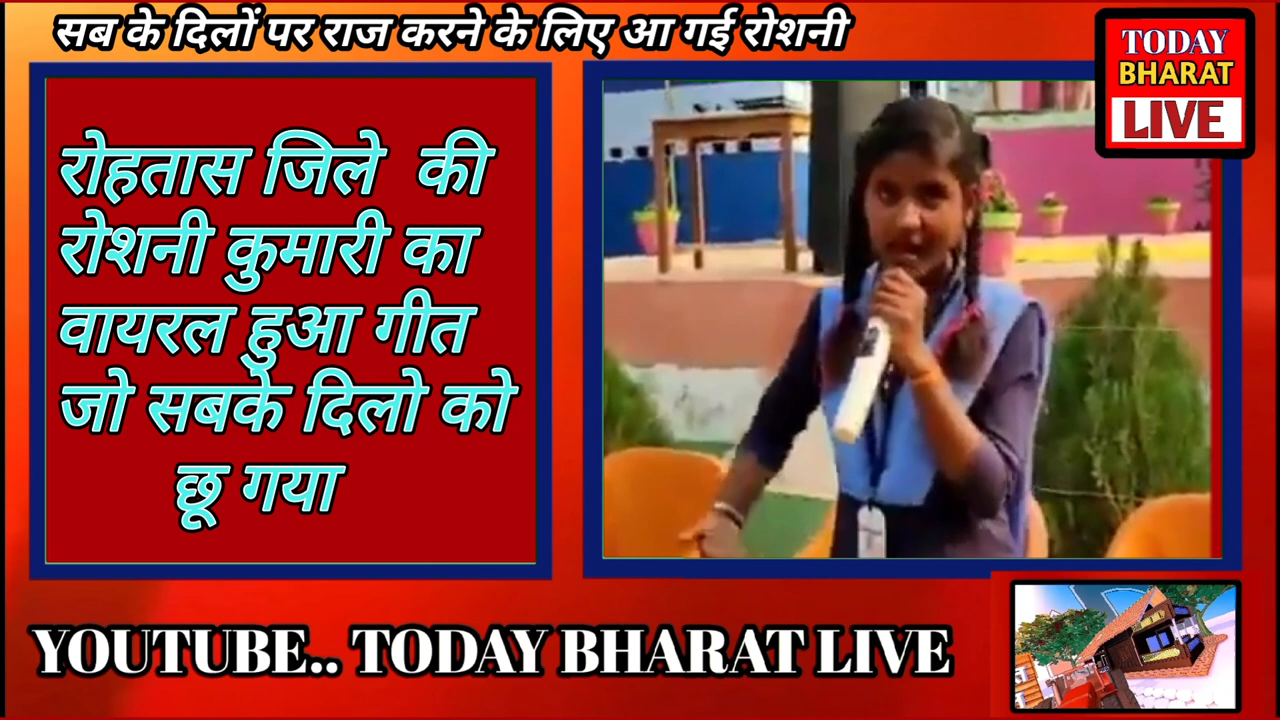 सब के दिलों पर राज करने के लिए आ गई रोशनी
TODAY
BHARAT
LIVE
रोहतास जिले की
रोशनी कुमारी का
वायरल हुआ गीत
जो सबके दिलो को
छू गया
YOUTUBE.. TODAY BHARAT LIVE